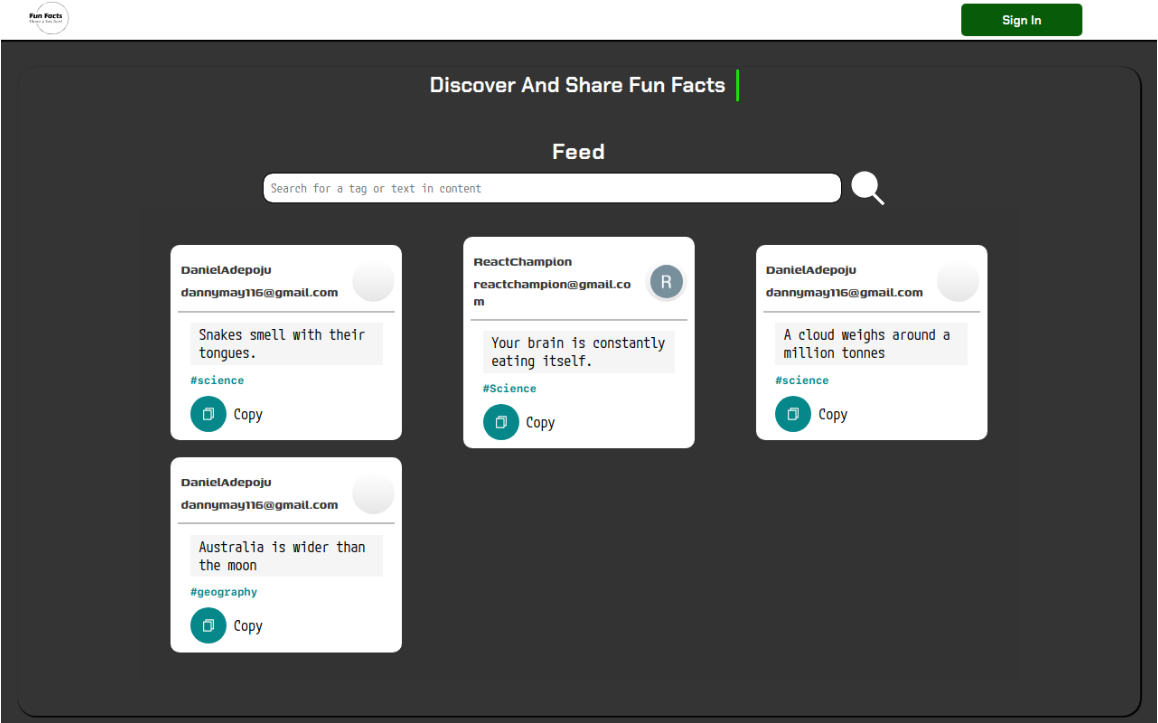 Fun Facts
Sign In
Discover And Share Fun Facts
Feed
Search for a tag or text in content
DanielAdepoju
dannymay116@gmail.com
Snakes smell with their
tongues.
#science
Copy
ReactChampion
reactchampion@gmail.co
m
R
Your brain is constantly
eating itself.
#Science
Copy
DanielAdepoju
dannymay116@gmail.com
A cloud weighs around a
million tonnes
#science
Copy
DanielAdepoju
dannymay116@gmail.com
Australia is wider than
the moon
#geography
Copy